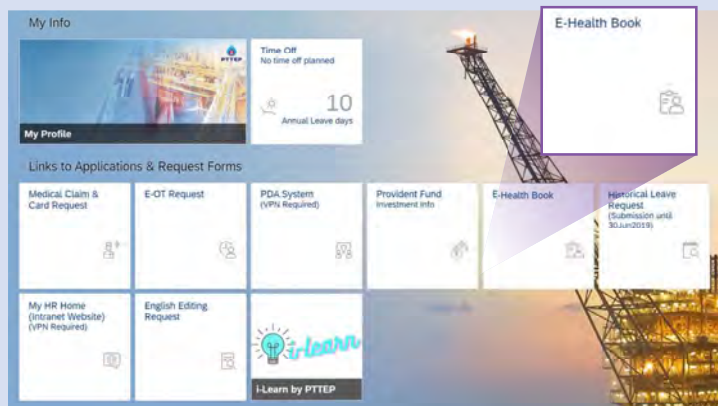 My Info
E-Health Book
PTTEP
My Profile
Time Off
No time off planned
10
Annual Leave days
Links to Applications & Request Forms
Medical Claim &
Card Request
E-OT Request
PDA System
(VPN Required)
Provident Fund
Investment Info
E-Health Book
Historical Leave
Request
(Submission until
30Jun2019)
My HR Home
(Intranet Website)
(VPN Required)
English Editing
Request
i-learn
i-Learn by PTTEP